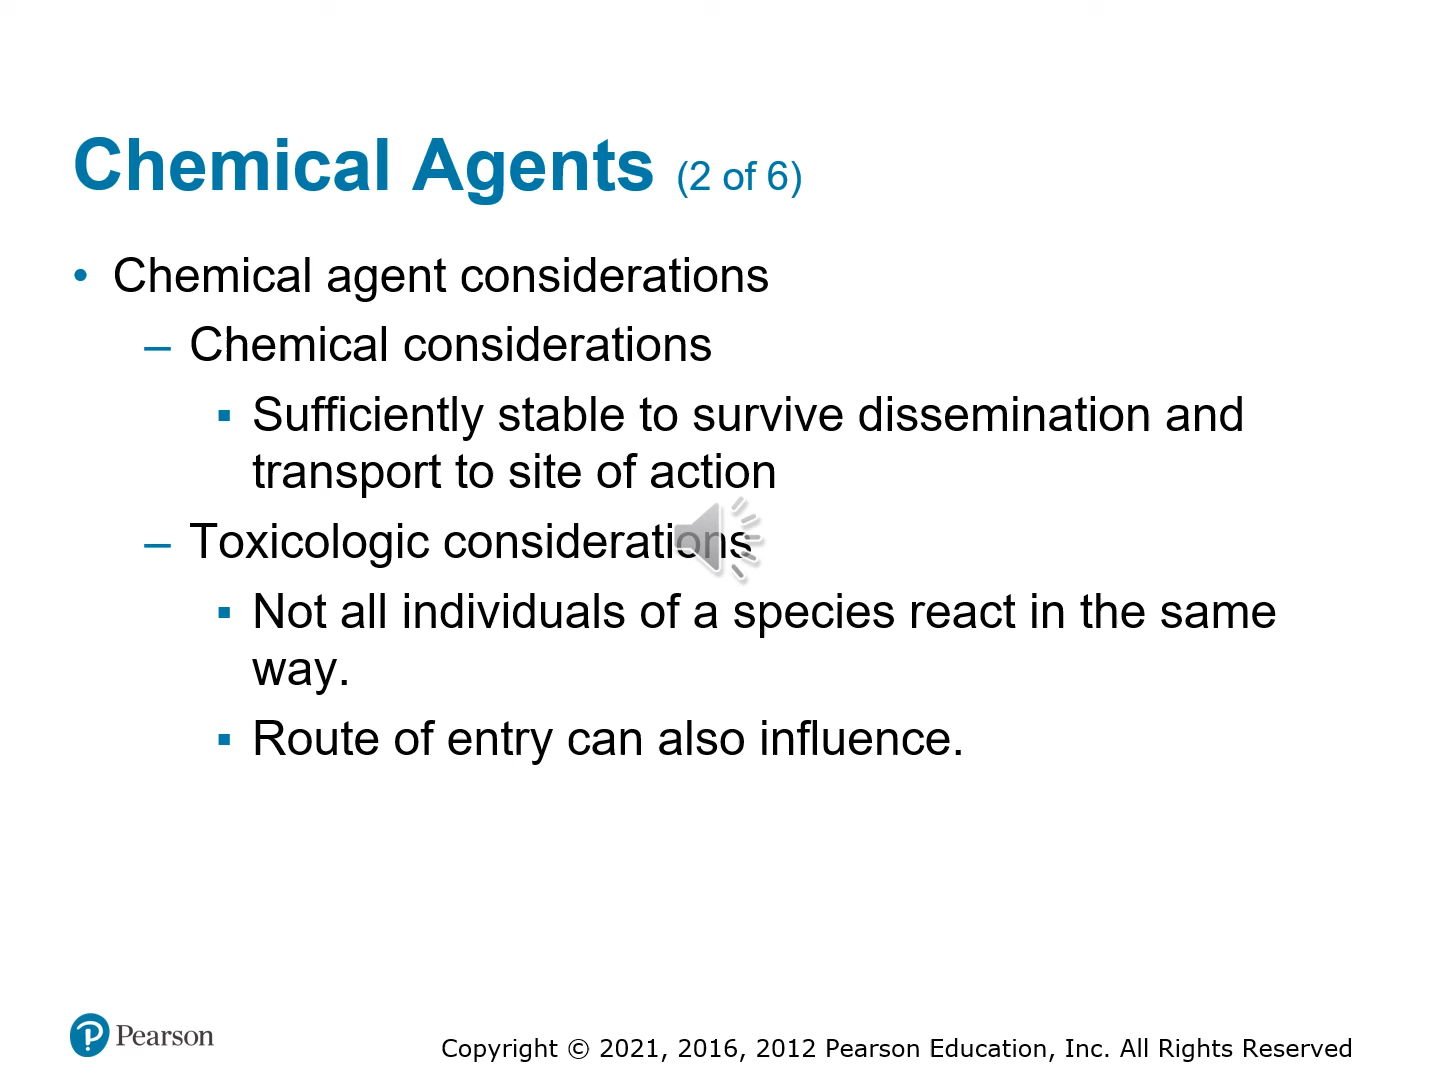 Chemical Agents (2 of 6)
• Chemical agent considerations
– Chemical considerations
▪ Sufficiently stable to survive dissemination and
transport to site of action
– Toxicologic considerations
▪ Not all individuals of a species react in the same
way.
▪ Route of entry can also influence.
Pearson
Copyright © 2021, 2016, 2012 Pearson Education, Inc. All Rights Reserved